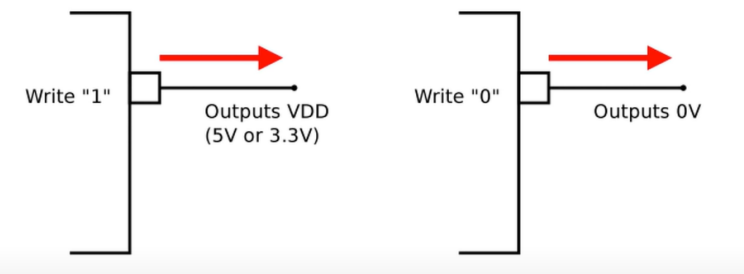 Write "1"
Outputs VDD
(5V or 3.3V)
Write "0"
Outputs 0V